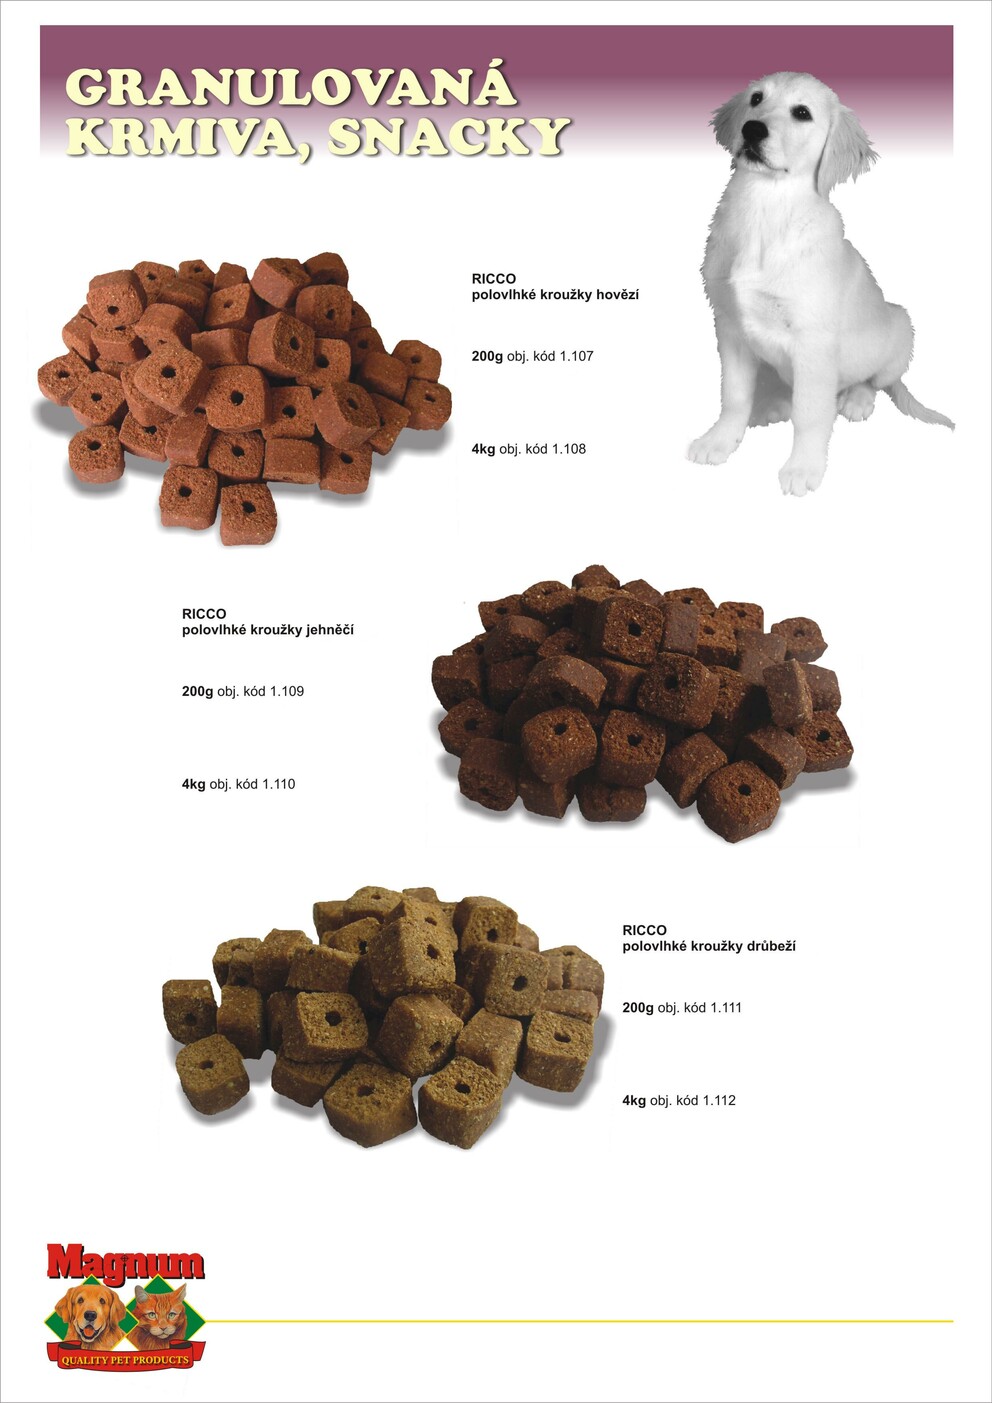 GRANULOVANÁ
KRMIVA, SNACKY
RICCO
polovlhké kroužky hovězí
200g obj. kód 1.107
4kg obj. kód 1.108
RICCO
polovlhké kroužky jehněčí
200g obj. kód 1.109
4kg obj. kód 1.110
RICCO
polovlhké kroužky drůbeží
200g obj. kód 1.111
4kg obj. kód 1.112
Magnum
QUALITY PET PRODUCTS